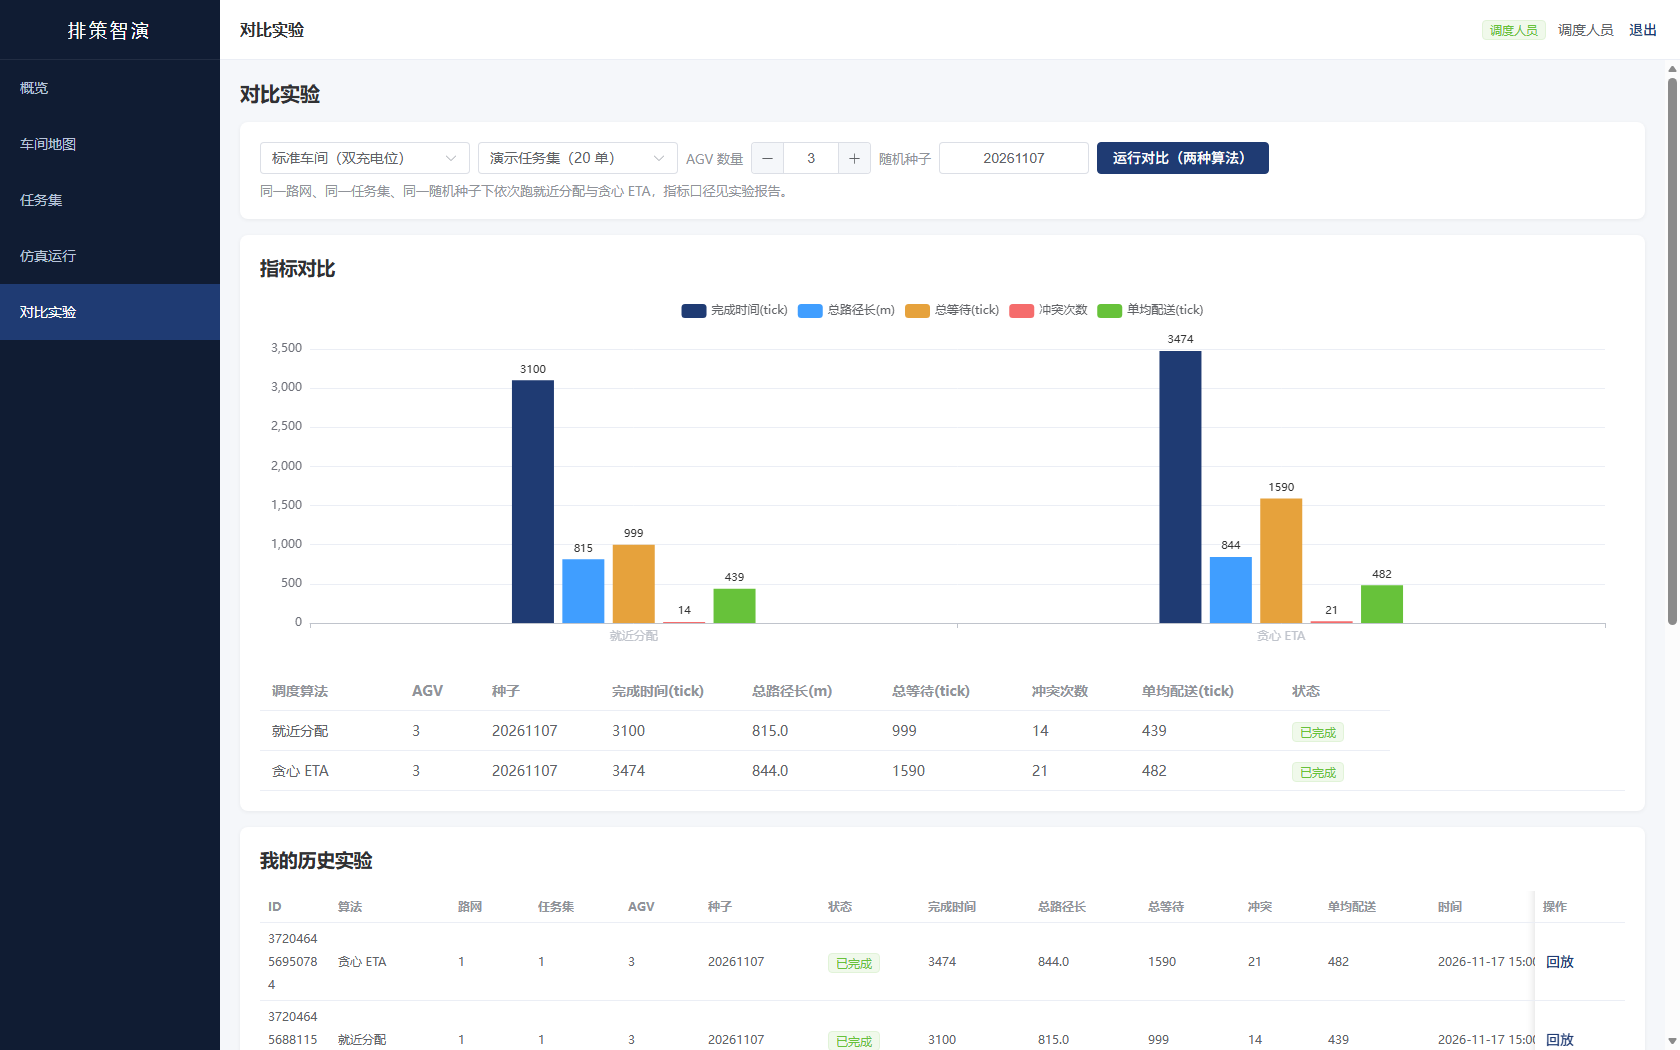 排策智演
对比实验
调度人员 调度人员 退出
概览
车间地图
任务集
仿真运行
对比实验
对比实验
标准车间（双充电位） 演示任务集（20 单） AGV 数量 3 随机种子 20261107 运行对比（两种算法）
同一路网、同一任务集、同一随机种子下依次跑就近分配与贪心 ETA，指标口径见实验报告。
指标对比
完成时间(tick) 总路径长(m) 总等待(tick) 冲突次数 单均配送(tick)
3,500
3,000
2,500
2,000
1,500
1,000
500
0
3100
815
999
14
439
3474
844
1590
21
482
就近分配
贪心 ETA
调度算法 AGV 种子 完成时间(tick) 总路径长(m) 总等待(tick) 冲突次数 单均配送(tick) 状态
就近分配 3 20261107 3100 815.0 999 14 439 已完成
贪心 ETA 3 20261107 3474 844.0 1590 21 482 已完成
我的历史实验
ID 算法 路网 任务集 AGV 种子 状态 完成时间 总路径长 总等待 冲突 单均配送 时间 操作
3720464
5695078
4
贪心 ETA 1 1 3 20261107 已完成 3474 844.0 1590 21 482 2026-11-17 15:00 回放
3720464
5688115
就近分配 1 1 3 20261107 已完成 3100 815.0 999 14 439 2026-11-17 15:00 回放